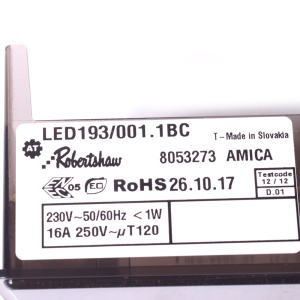 LED193/001.1BC
AT
T - Made in Slovakia
Robertshaw
8053273 AMICA
05
RoHS 26.10.17
Testcode
12 / 12
D.01
230V~50/60Hz <1W
16A 250V~μT120